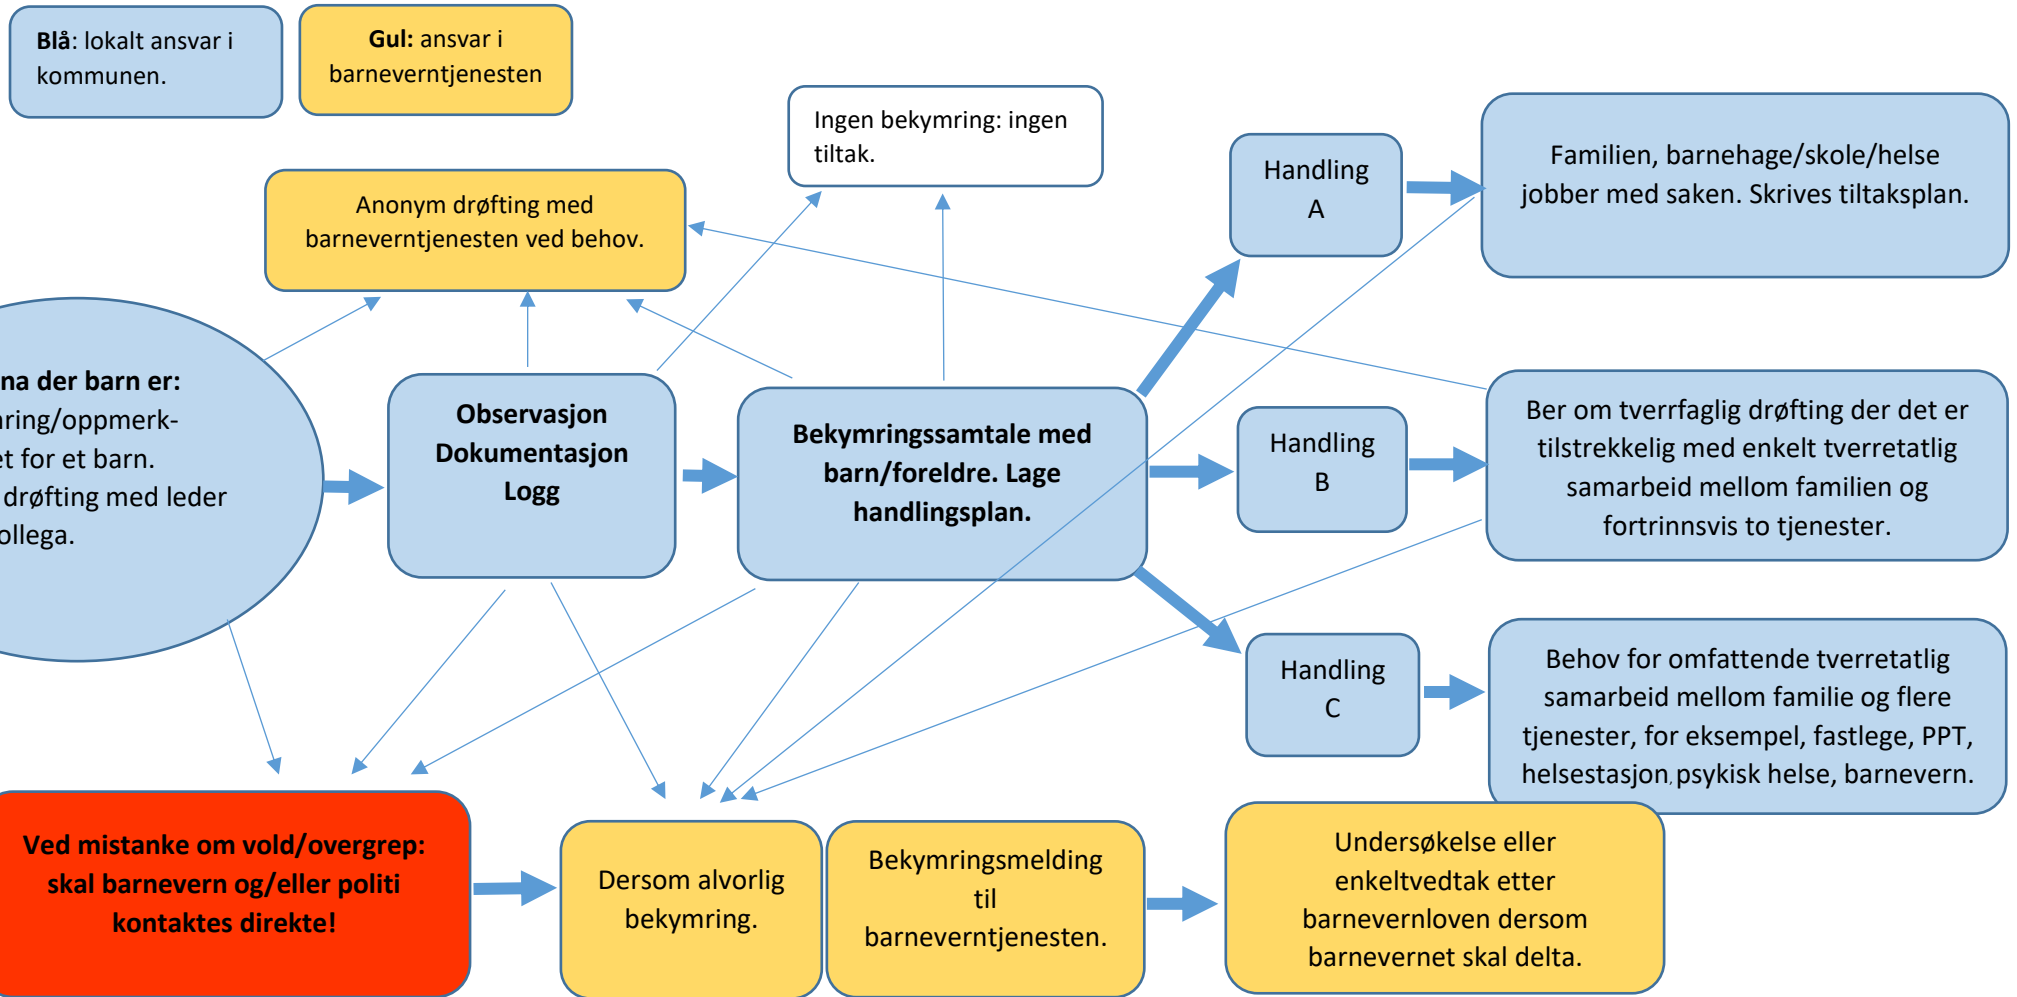 Blå: lokalt ansvar i
kommunen.
Gul: ansvar i
barneverntjenesten
Ingen bekymring: ingen
tiltak.
Anonym drøfting med
barneverntjenesten ved behov.
Handling
A
Familien, barnehage/skole/helse
jobber med saken. Skrives tiltaksplan.
na der barn er:
ring/oppmerk-
et for et barn.
drøfting med leder
ollega.
Observasjon
Dokumentasjon
Logg
Bekymringssamtale med
barn/foreldre. Lage
handlingsplan.
Handling
B
Ber om tverrfaglig drøfting der det er
tilstrekkelig med enkelt tverretatlig
samarbeid mellom familien og
fortrinnsvis to tjenester.
Handling
C
Behov for omfattende tverretatlig
samarbeid mellom familie og flere
tjenester, for eksempel, fastlege, PPT,
helsestasjon, psykisk helse, barnevern.
Ved mistanke om vold/overgrep:
skal barnevern og/eller politi
kontaktes direkte!
Dersom alvorlig
bekymring.
Bekymringsmelding
til
barneverntjenesten.
Undersøkelse eller
enkeltvedtak etter
barnevernloven dersom
barnevernet skal delta.